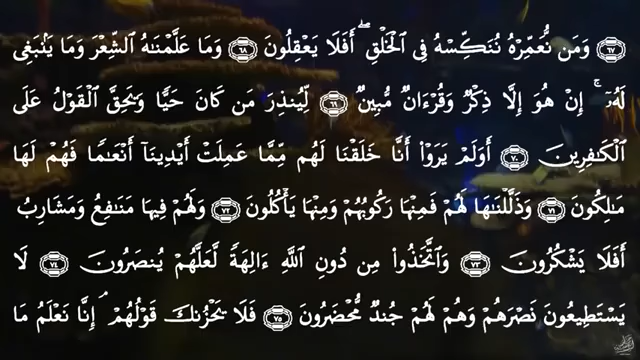 ﴿٦٧﴾ وَمَن نُّعَمِّرْهُ نُنَكِّسْهُ فِى ٱلْخَلْقِ ۖ أَفَلَا يَعْقِلُونَ ﴿٦٨﴾ وَمَا عَلَّمْنَٰهُ ٱلشِّعْرَ وَمَا يَنۢبَغِى
لَهُۥٓ ۚ إِنْ هُوَ إِلَّا ذِكْرٌ وَقُرْءَانٌ مُّبِينٌ ﴿٦٩﴾ لِّيُنذِرَ مَن كَانَ حَيًّا وَيَحِقَّ ٱلْقَوْلُ عَلَى
ٱلْكَٰفِرِينَ ﴿٧٠﴾ أَوَلَمْ يَرَوْا۟ أَنَّا خَلَقْنَا لَهُم مِّمَّا عَمِلَتْ أَيْدِينَآ أَنْعَٰمًا فَهُمْ لَهَا
مَٰلِكُونَ ﴿٧١﴾ وَذَلَّلْنَٰهَا لَهُمْ فَمِنْهَا رَكُوبُهُمْ وَمِنْهَا يَأْكُلُونَ ﴿٧٢﴾ وَلَهُمْ فِيهَا مَنَٰفِعُ وَمَشَارِبُ
أَفَلَا يَشْكُرُونَ ﴿٧٣﴾ وَٱتَّخَذُوا۟ مِن دُونِ ٱللَّهِ ءَالِهَةً لَّعَلَّهُمْ يُنصَرُونَ ﴿٧٤﴾ لَا
يَسْتَطِيعُونَ نَصْرَهُمْ وَهُمْ لَهُمْ جُندٌ مُّحْضَرُونَ ﴿٧٥﴾ فَلَا يَحْزُنكَ قَوْلُهُمْ ۘ إِنَّا نَعْلَمُ مَا